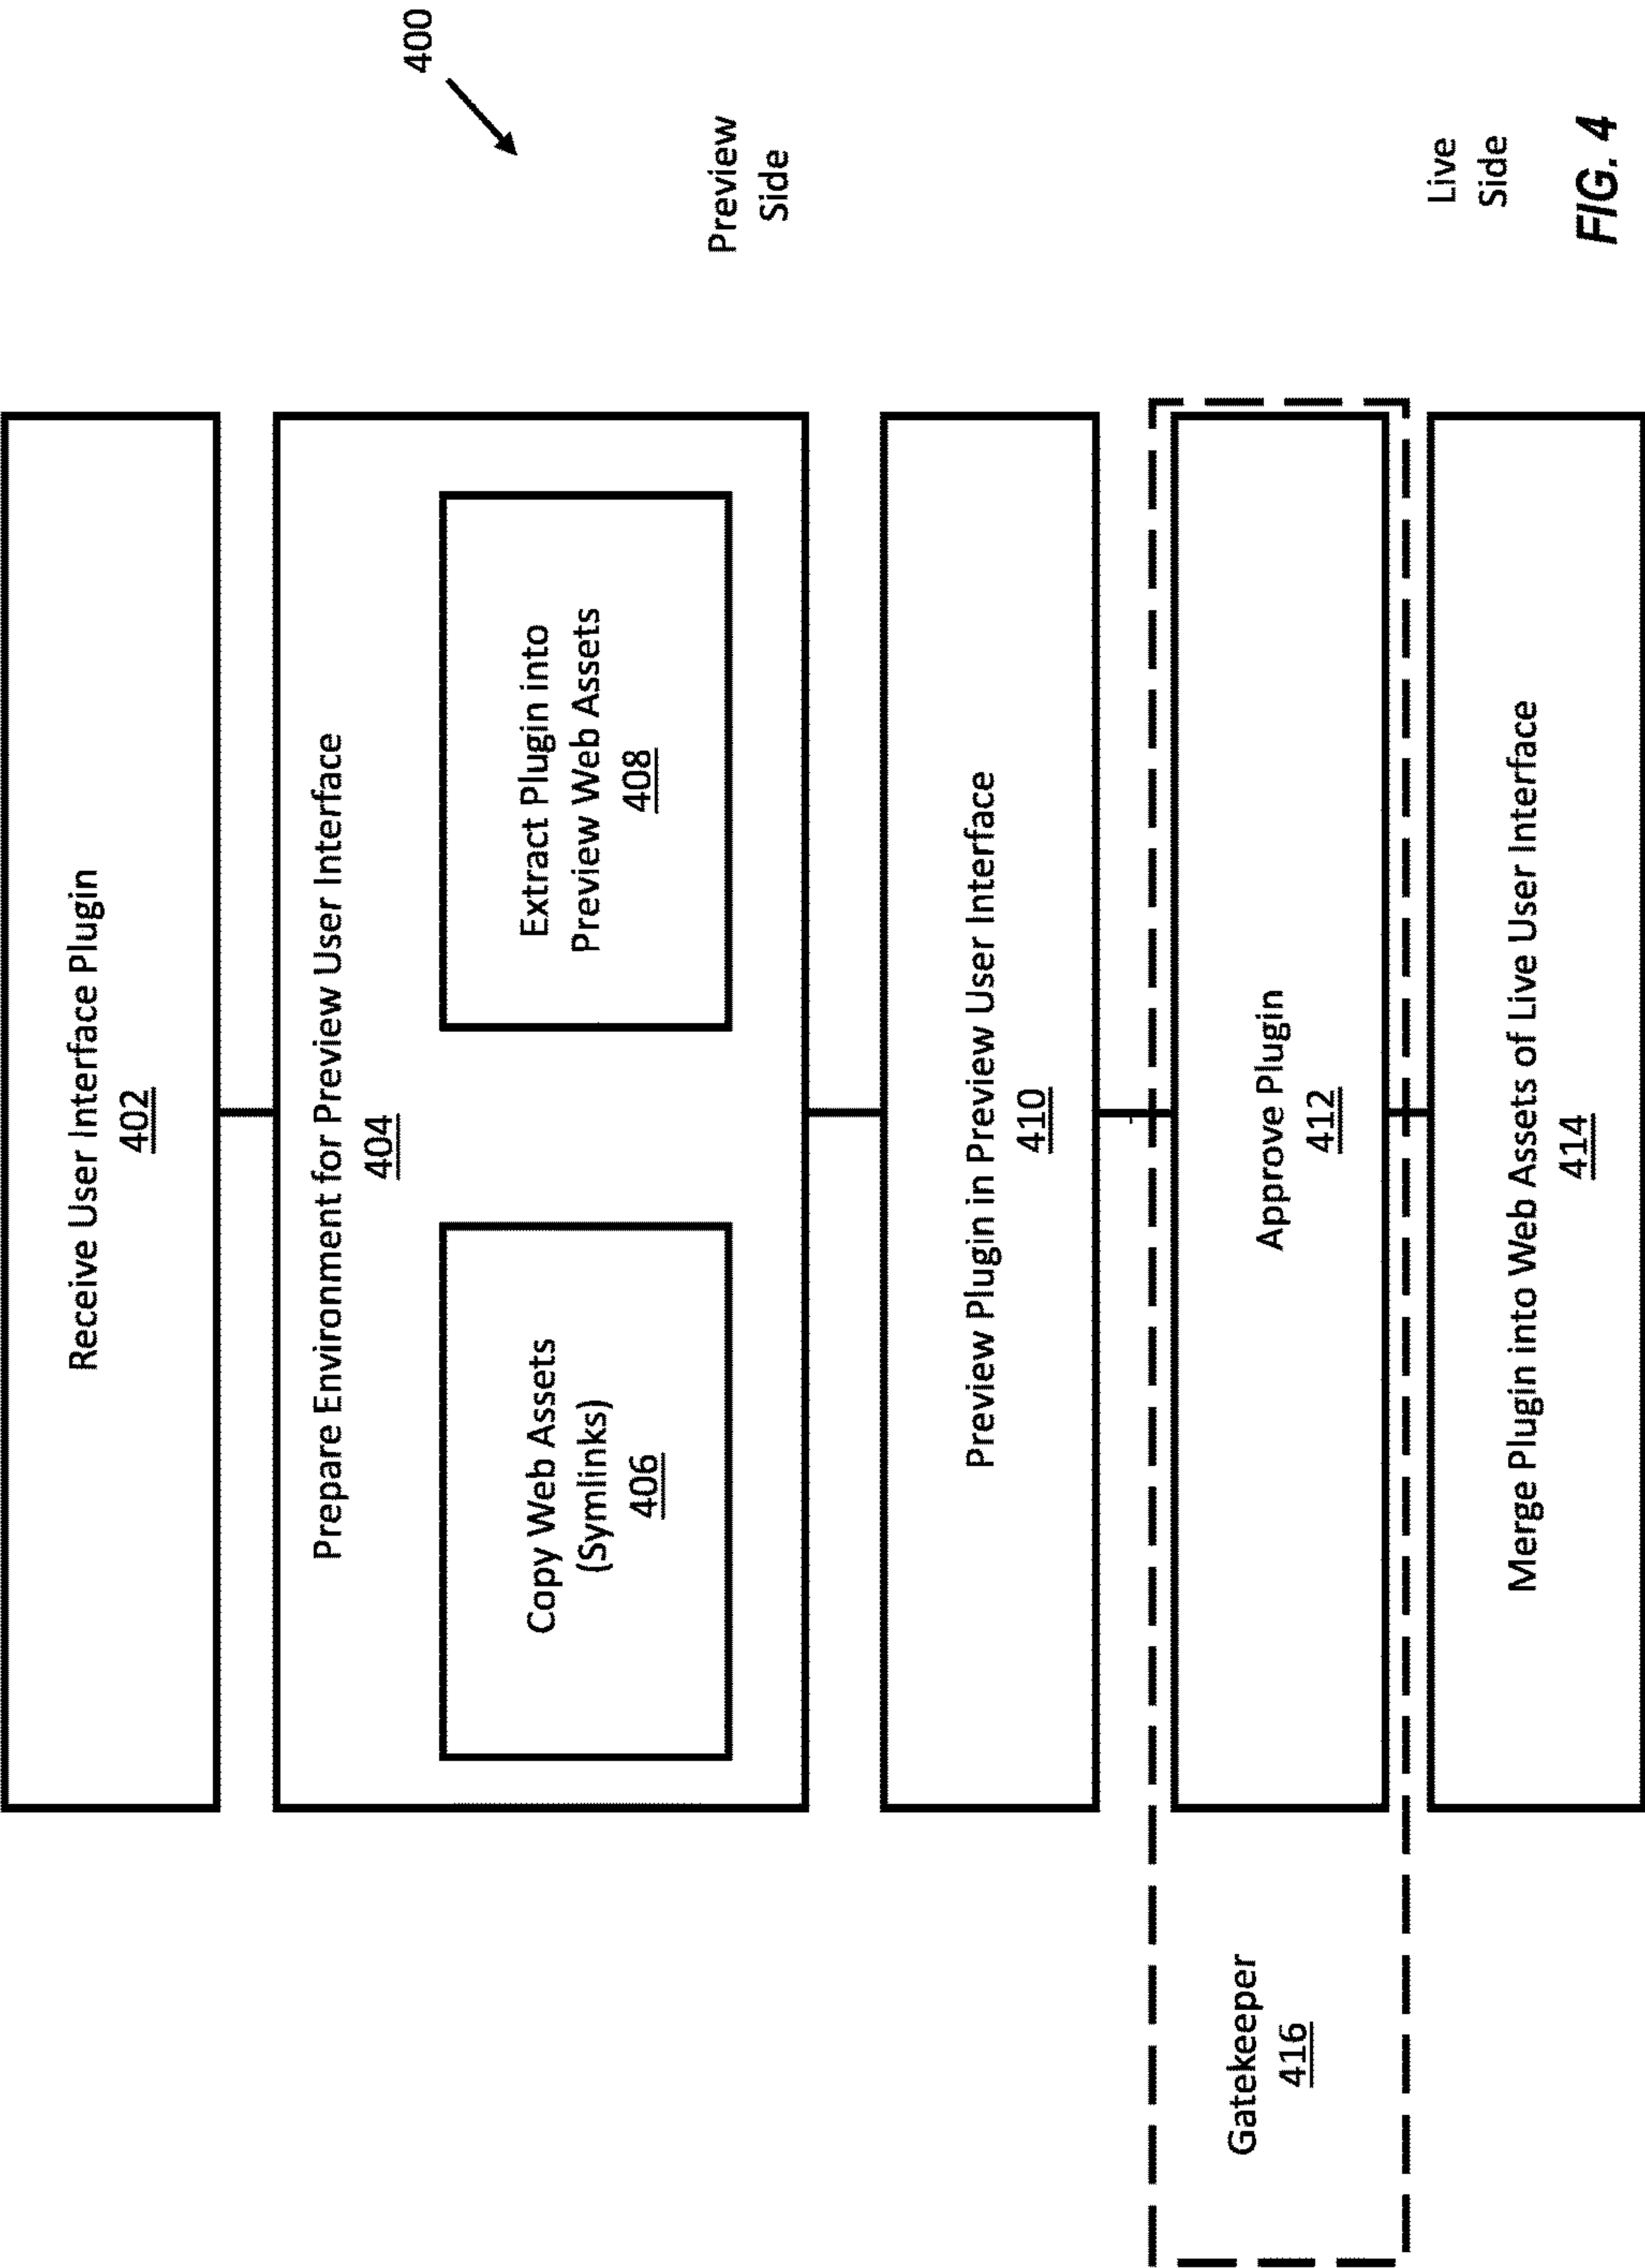 400
Receive User Interface Plugin
402
Prepare Environment for Preview User Interface
404
Copy Web Assets
(Symlinks)
406
Extract Plugin into
Preview Web Assets
408
Preview
Side
Preview Plugin in Preview User Interface
410
Gatekeeper
416
Approve Plugin
412
Merge Plugin into Web Assets of Live User Interface
414
Live
Side
FIG. 4